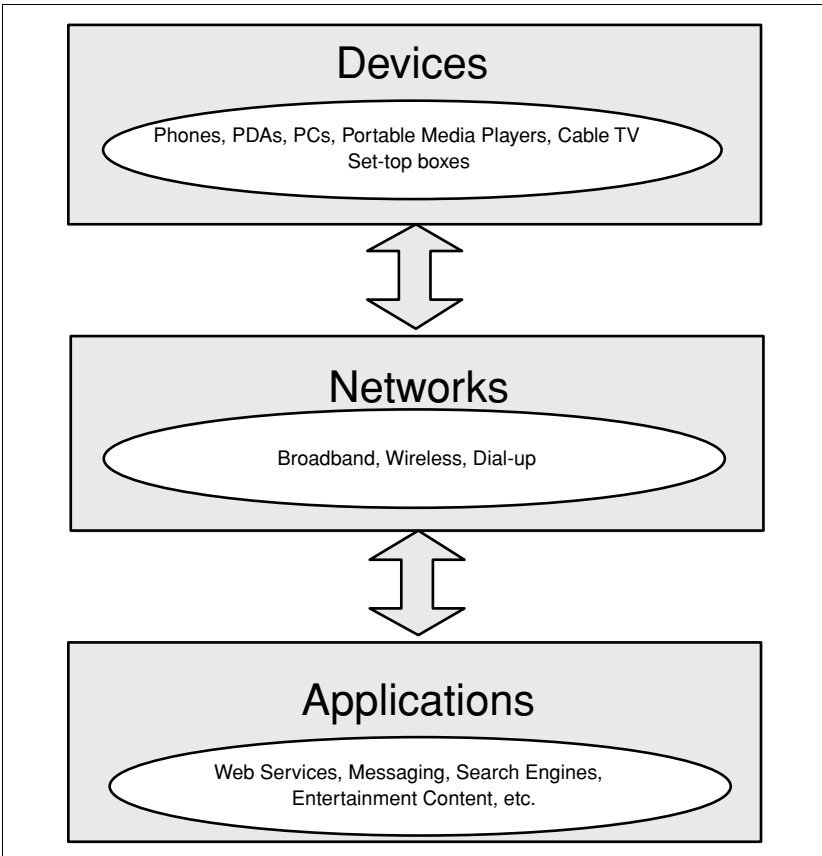 Devices
Phones, PDAs, PCs, Portable Media Players, Cable TV
Set-top boxes
Networks
Broadband, Wireless, Dial-up
Applications
Web Services, Messaging, Search Engines,
Entertainment Content, etc.